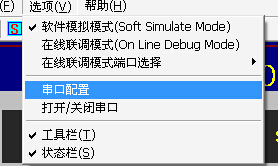 (F) 选项(V) 帮助(H)
S
✓ 软件模拟模式(Soft Simulate Mode)
在线联调模式(On Line Debug Mode)
在线联调模式端口选择
串口配置
打开/关闭串口
✓ 工具栏(T)
✓ 状态栏(S)